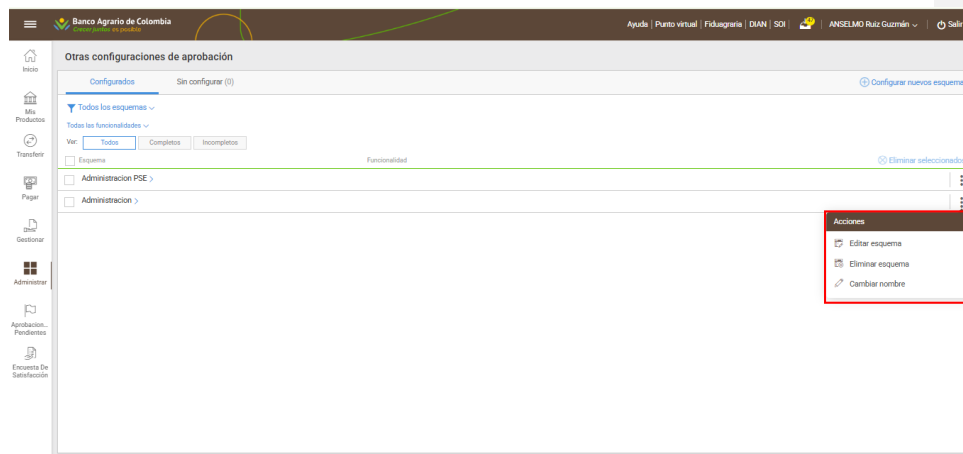 Banco Agrario de Colombia
Crecer juntos es posible
Ayuda | Punto virtual | Fiduagraria | DIAN | SOI | ANSELMO Ruiz Guzmán | Salir
Inicio
Mis
Productos
Transferir
Pagar
Gestionar
Administrar
Aprobacion...
Pendientes
Encuesta De
Satisfacción
Otras configuraciones de aprobación
Configurados Sin configurar (0) Configurar nuevos esquema
Todos los esquemas
Todas las funcionalidades
Ver: Todos Completos Incompletos
Esquema Funcionalidad Eliminar seleccionado
Administracion PSE >
Administracion >
Acciones
Editar esquema
Eliminar esquema
Cambiar nombre